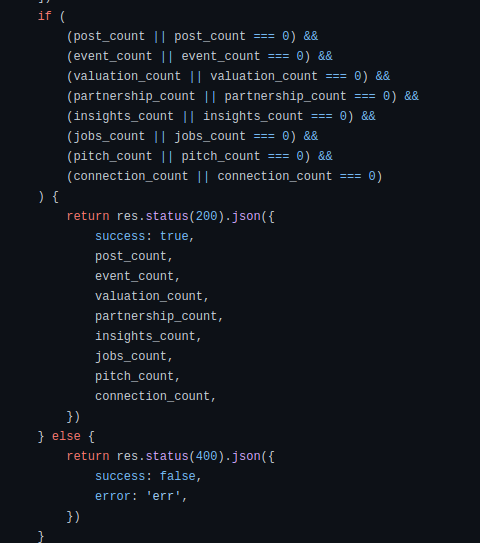 if (
(post_count || post_count === 0) &&
(event_count || event_count === 0) &&
(valuation_count || valuation_count === 0) &&
(partnership_count || partnership_count === 0) &&
(insights_count || insights_count === 0) &&
(jobs_count || jobs_count === 0) &&
(pitch_count || pitch_count === 0) &&
(connection_count || connection_count === 0)
) {
return res.status(200).json({
success: true,
post_count,
event_count,
valuation_count,
partnership_count,
insights_count,
jobs_count,
pitch_count,
connection_count,
})
} else {
return res.status(400).json({
success: false,
error: 'err',
})
}